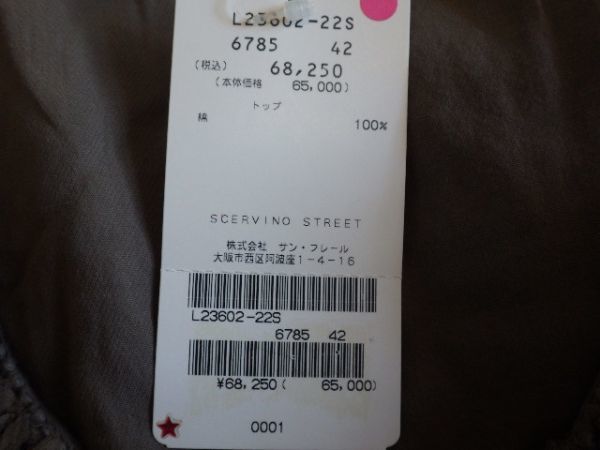 L23602-22S
6785 42
(税込) 68,250
(本体価格 65,000)
トップ
綿 100%
SCERVINO STREET
株式会社 サン・フレール
大阪市西区阿波座1-4-16
L23602-22S
6785 42
¥68,250( 65,000)
0001